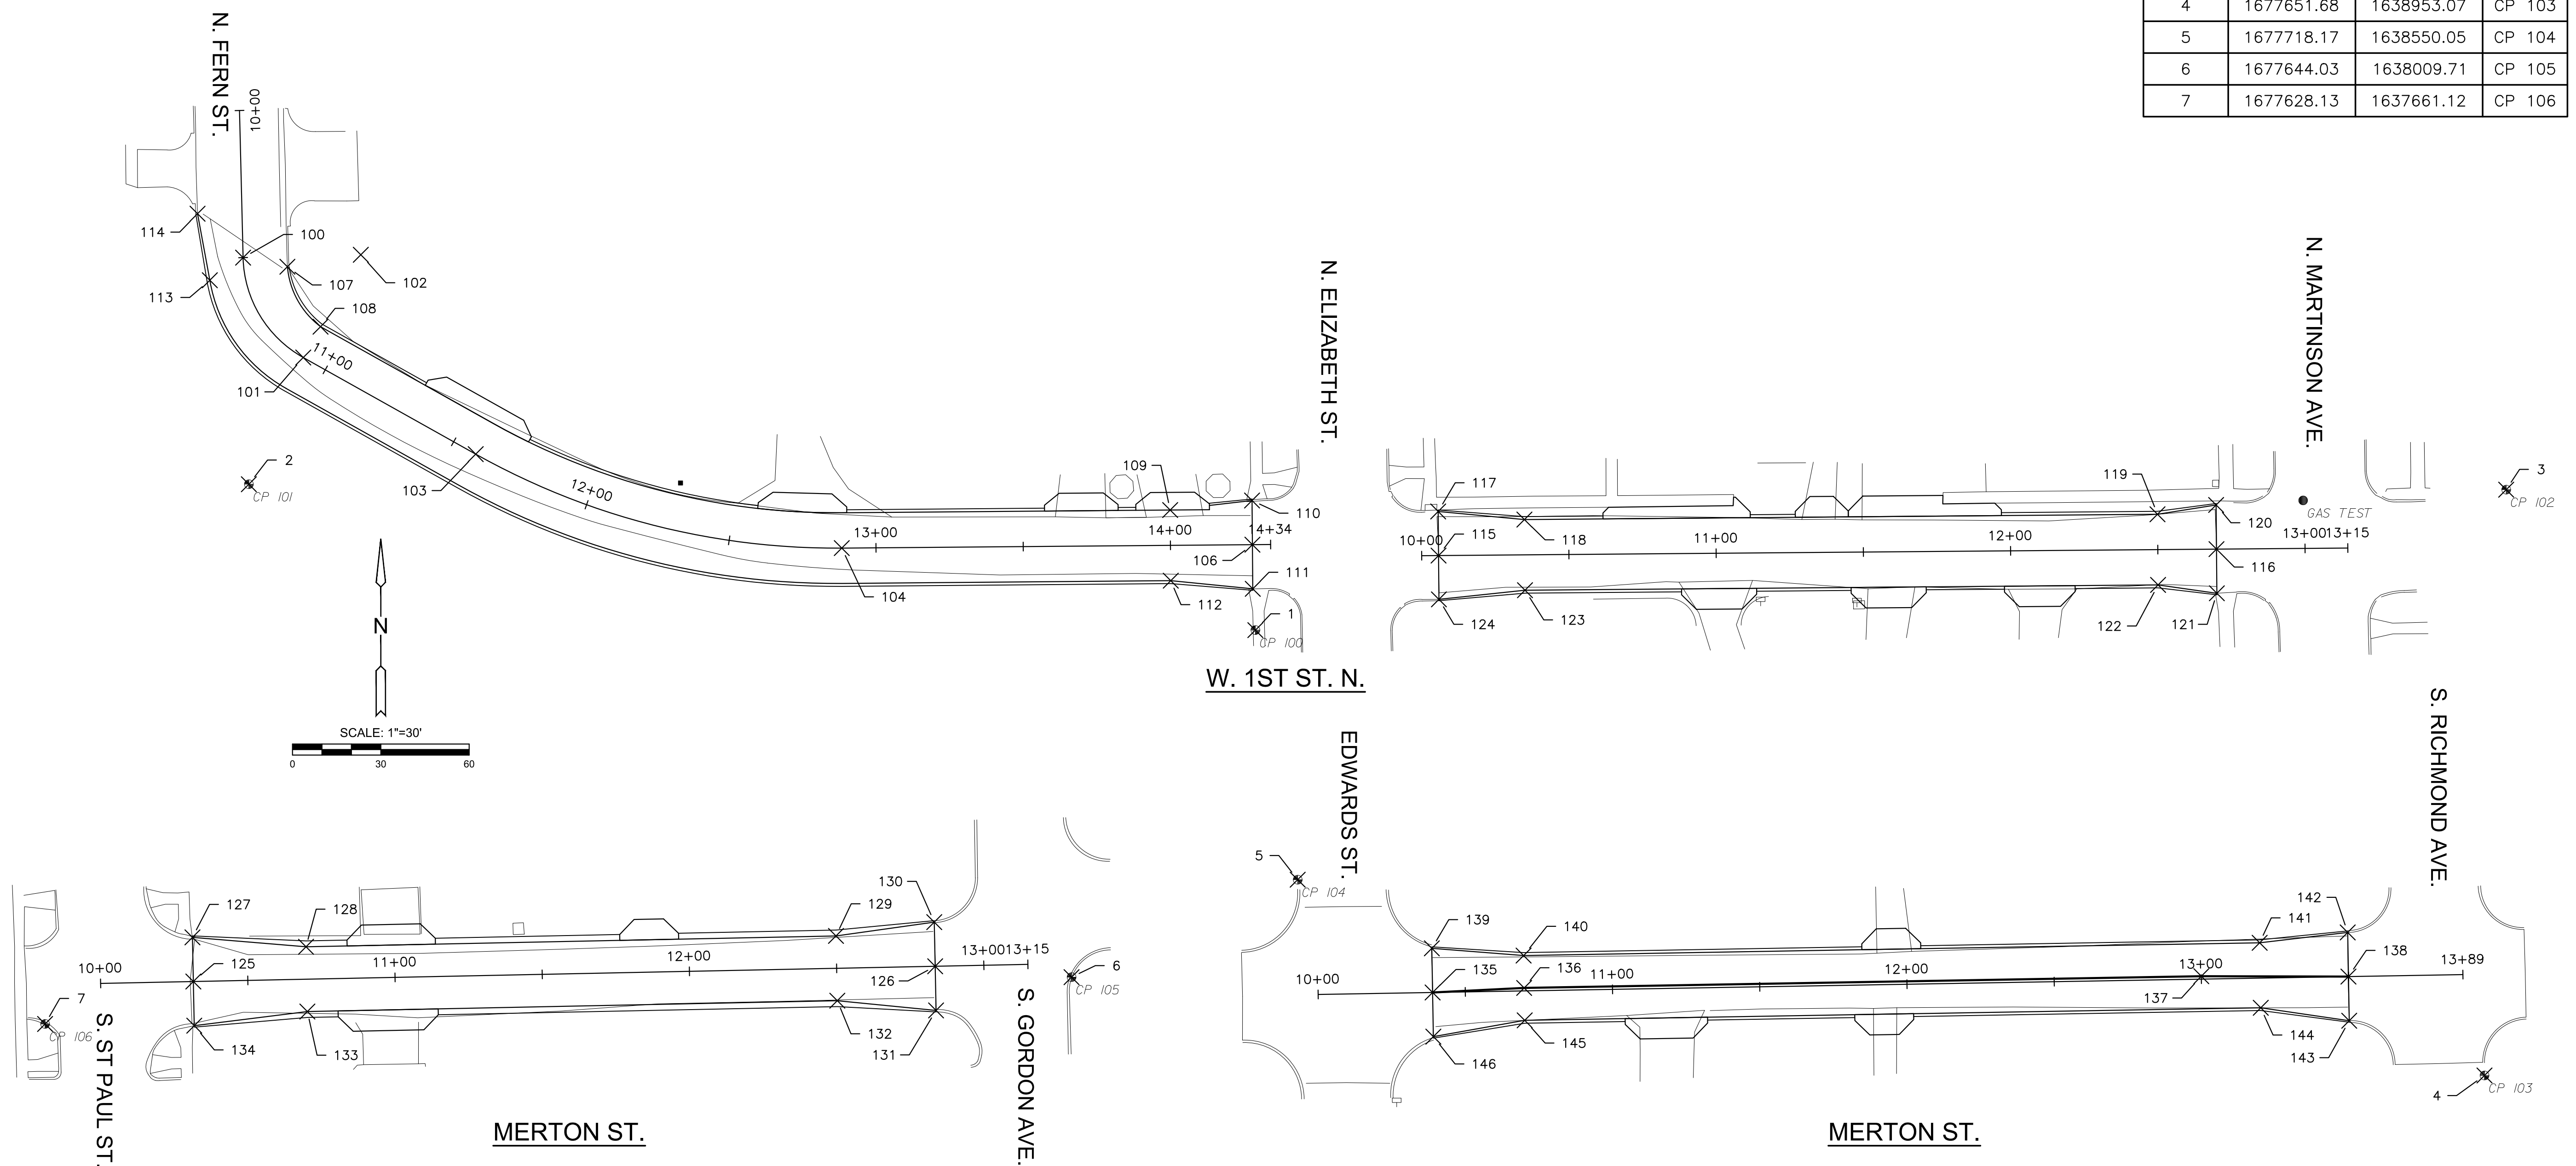 4 1677651.68 1638953.07 CP 103
5 1677718.17 1638550.05 CP 104
6 1677644.03 1638009.71 CP 105
7 1677628.13 1637661.12 CP 106
N. FERN ST.
10+00
114
100
102
107
113
108
11+00
101
2
CP 101
103
12+00
109
110
13+00
14+00
14+34
106
111
104
112
1
CP 100
N. ELIZABETH ST.
N. MARTINSON AVE.
117
119
120
3
CP 102
GAS TEST
10+00
115
118
11+00
12+00
13+00
13+15
116
124
123
122
121
W. 1ST ST. N.
N
SCALE: 1"=30'
0 30 60
EDWARDS ST.
S. RICHMOND AVE.
127
128
129
130
10+00
125
11+00
12+00
13+00
13+15
126
6
CP 105
7
CP 106
S. ST PAUL ST.
134
133
132
131
S. GORDON AVE.
MERTON ST.
5
CP 104
139
140
141
142
10+00
135
136
11+00
12+00
13+00
137
138
13+89
146
145
144
143
4
CP 103
MERTON ST.